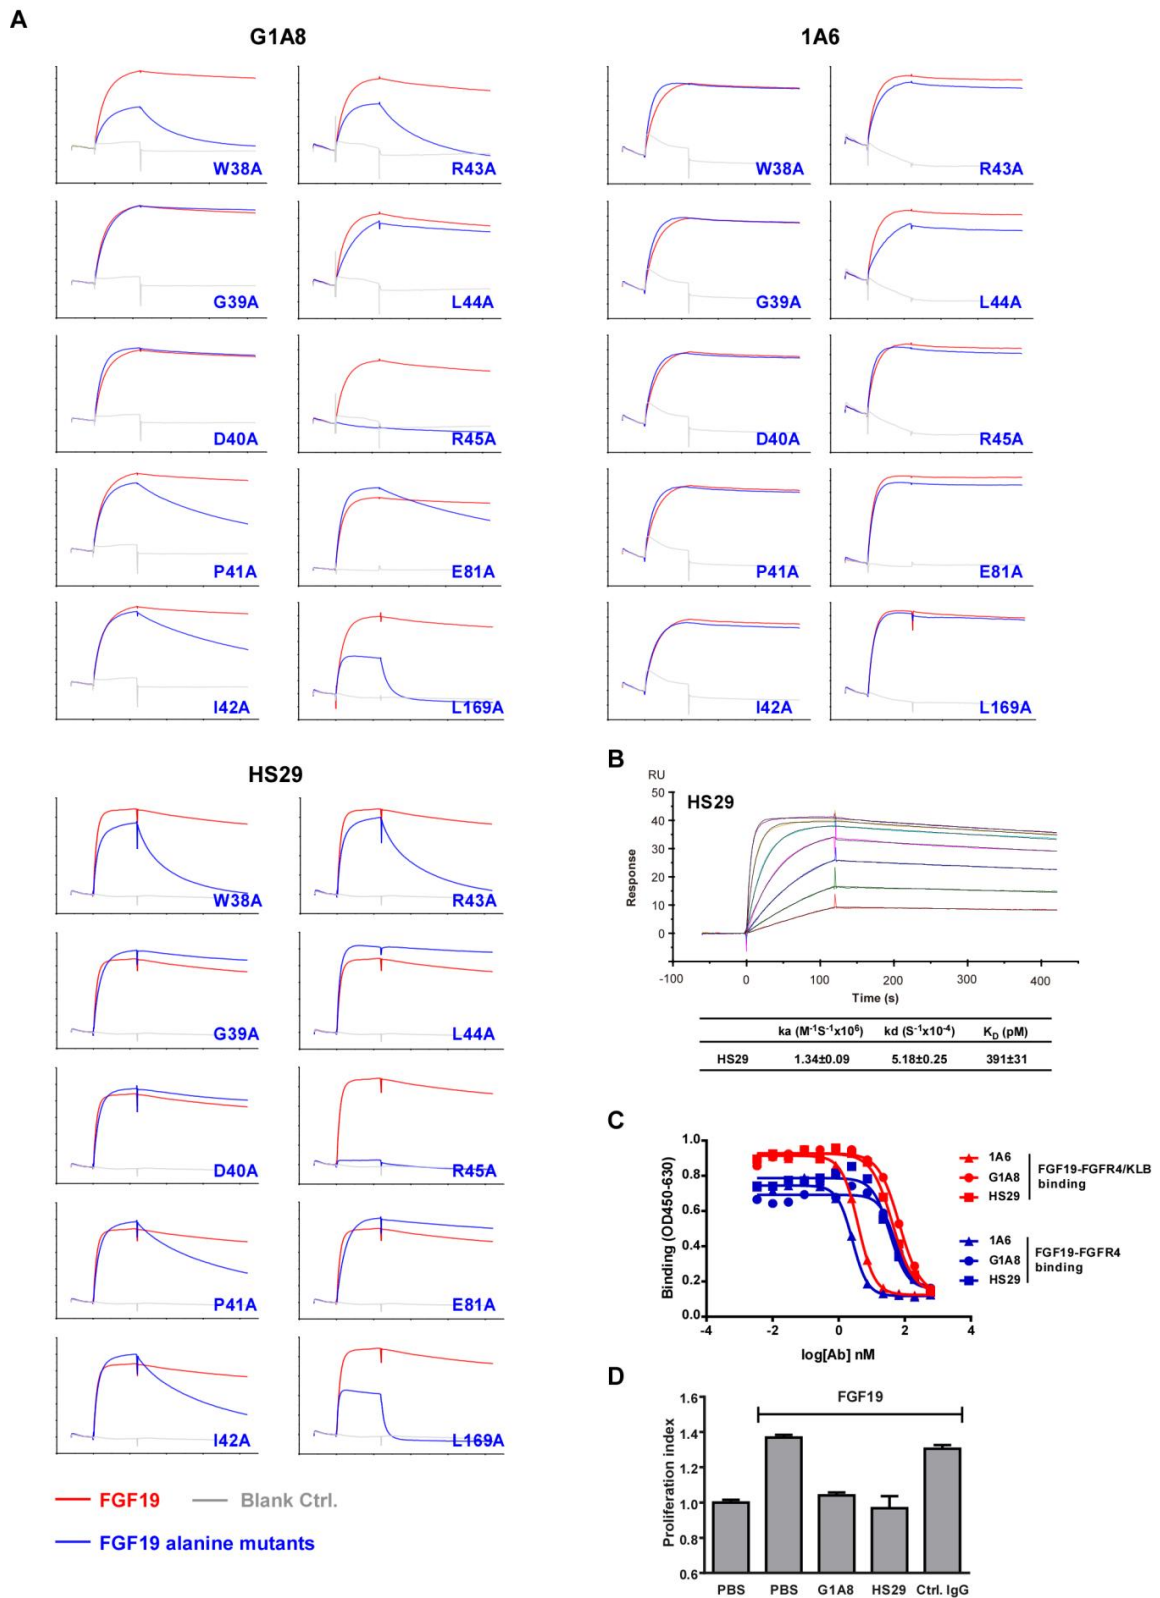 A
G1A8
W38A
R43A
G39A
L44A
D40A
R45A
P41A
E81A
I42A
L169A
1A6
W38A
R43A
G39A
L44A
D40A
R45A
P41A
E81A
I42A
L169A
HS29
W38A
R43A
G39A
L44A
D40A
R45A
P41A
E81A
I42A
L169A
FGF19
Blank Ctrl.
FGF19 alanine mutants
B
RU
HS29
50
40
30
20
10
0
Response
-100 0 100 200 300 400
Time (s)
ka (M⁻¹S⁻¹x10⁶) kd (S⁻¹x10⁻⁴) K_D (pM)
HS29 1.34±0.09 5.18±0.25 391±31
C
1.0
0.8
0.6
0.4
0.2
0.0
Binding (OD450-630)
-4 -2 0 2 4
log[Ab] nM
1A6
G1A8
HS29
FGF19-FGFR4/KLB
binding
1A6
G1A8
HS29
FGF19-FGFR4
binding
D
FGF19
1.6
1.4
1.2
1.0
0.8
0.6
Proliferation index
PBS PBS G1A8 HS29 Ctrl. IgG